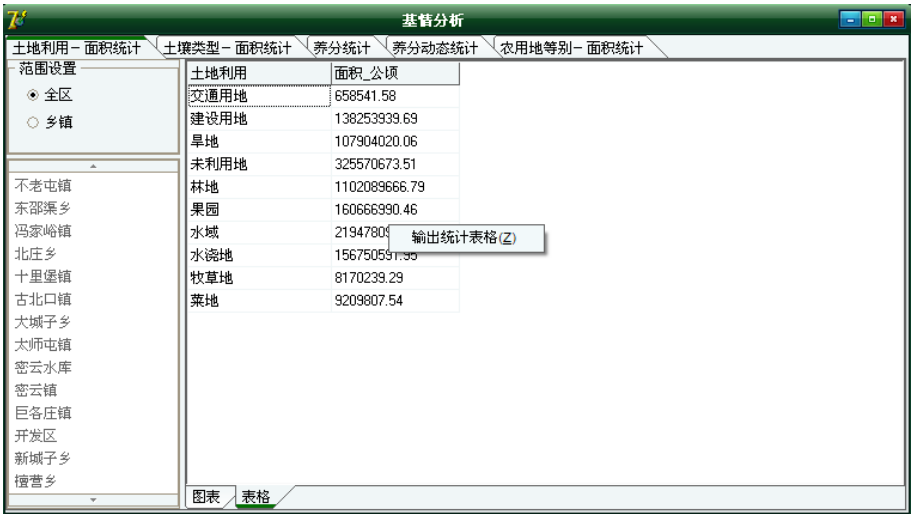 基情分析
土地利用－面积统计 土壤类型－面积统计 养分统计 养分动态统计 农用地等别－面积统计
范围设置
全区
乡镇
不老屯镇
东邵渠乡
冯家峪镇
北庄乡
十里堡镇
古北口镇
大城子乡
太师屯镇
密云水库
密云镇
巨各庄镇
开发区
新城子乡
檀营乡
土地利用 面积_公顷
交通用地 658541.58
建设用地 138253939.69
旱地 107904020.06
未利用地 325570673.51
林地 1102089666.79
果园 160666990.46
水域
水浇地 156750591.95
牧草地 8170239.29
菜地 9209807.54
输出统计表格(Z)
图表 表格